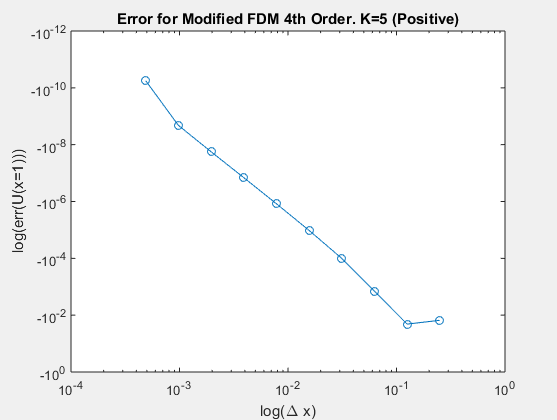 Error for Modified FDM 4th Order. K=5 (Positive)
-10^-12
-10^-10
-10^-8
-10^-6
-10^-4
-10^-2
-10^0
log(err(U(x=1)))
10^-4 10^-3 10^-2 10^-1 10^0
log(Δ x)